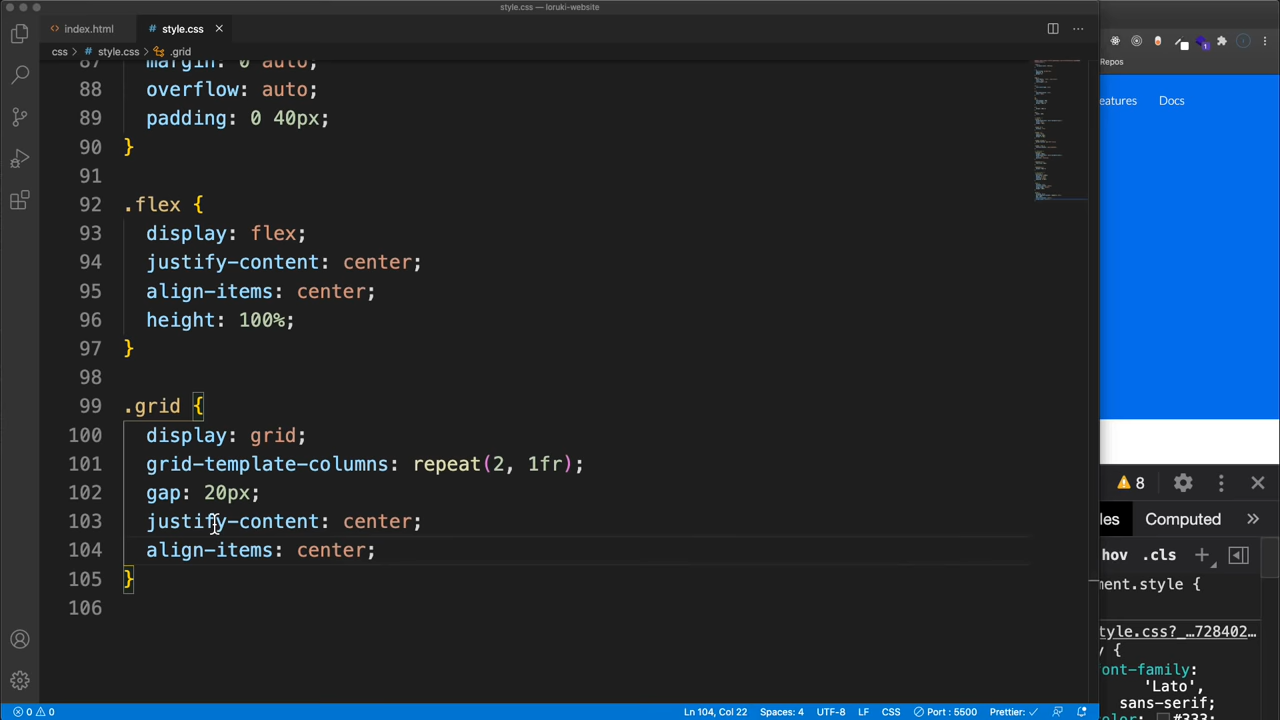 style.css — loruki-website
index.html
style.css
css > style.css > .grid
Repos
87 margin: 0 auto;
88 overflow: auto;
89 padding: 0 40px;
90 }
91
92 .flex {
93 display: flex;
94 justify-content: center;
95 align-items: center;
96 height: 100%;
97 }
98
99 .grid {
100 display: grid;
101 grid-template-columns: repeat(2, 1fr);
102 gap: 20px;
103 justify-content: center;
104 align-items: center;
105 }
106
eatures Docs
8
les Computed
hov .cls
ment.style {
tyle.css?_…728402…
y {
ont-family:
'Lato',
sans-serif;
color: #333
0 0
Ln 104, Col 22 Spaces: 4 UTF-8 LF CSS Port : 5500 Prettier: ✓